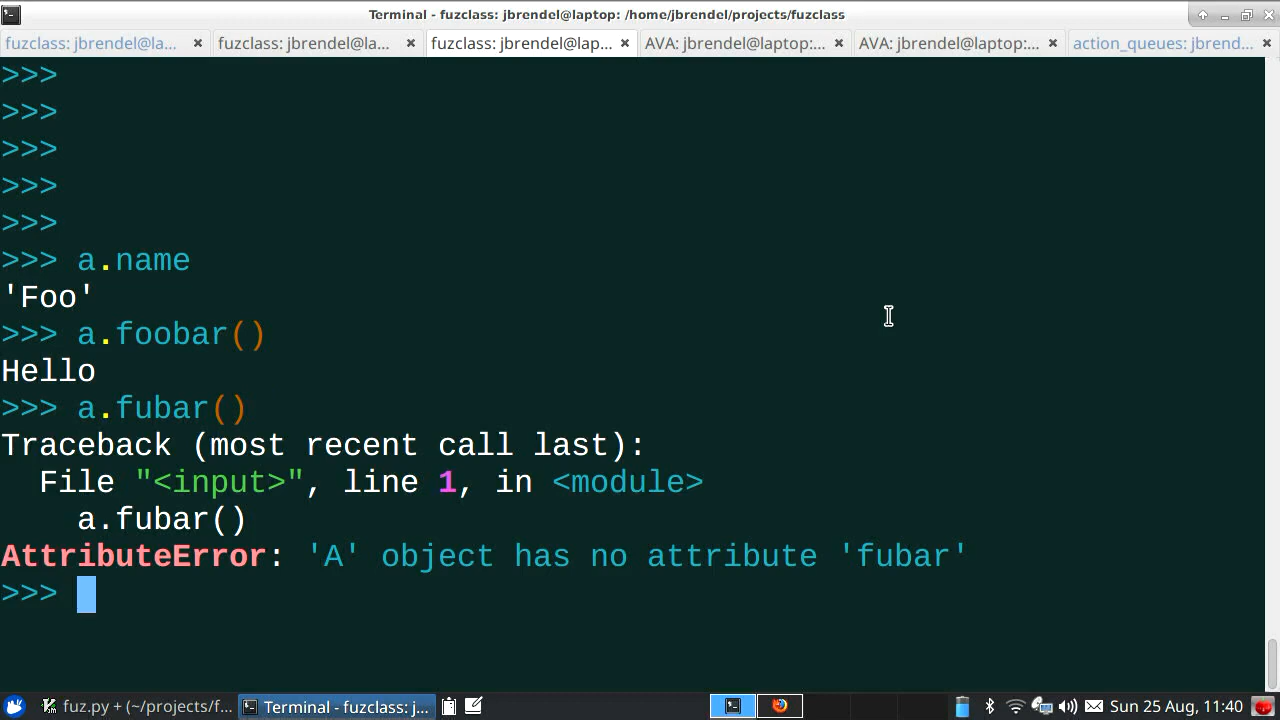 Terminal - fuzclass: jbrendel@laptop: /home/jbrendel/projects/fuzclass
fuzclass: jbrendel@la... fuzclass: jbrendel@la... fuzclass: jbrendel@lap... AVA: jbrendel@laptop:... AVA: jbrendel@laptop:... action_queues: jbrend...
>>>
>>>
>>>
>>>
>>>
>>> a.name
'Foo'
>>> a.foobar()
Hello
>>> a.fubar()
Traceback (most recent call last):
  File "<input>", line 1, in <module>
    a.fubar()
AttributeError: 'A' object has no attribute 'fubar'
>>>
fuz.py + (~/projects/f... Terminal - fuzclass: j... Sun 25 Aug, 11:40